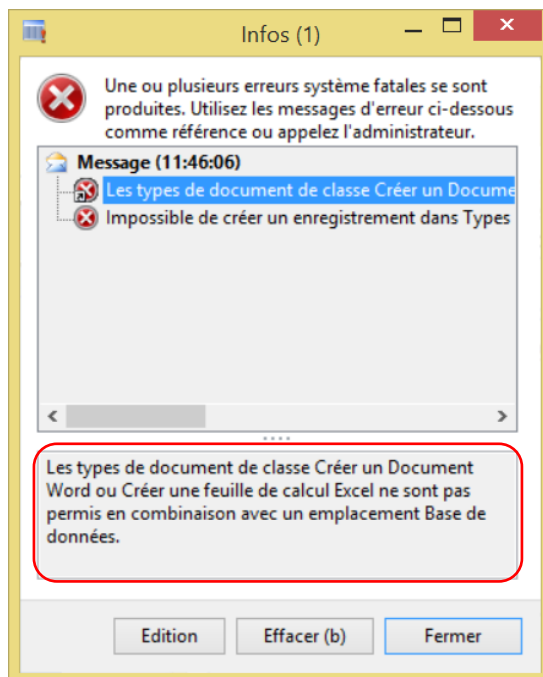 Infos (1)
Une ou plusieurs erreurs système fatales se sont
produites. Utilisez les messages d'erreur ci-dessous
comme référence ou appelez l'administrateur.
Message (11:46:06)
Les types de document de classe Créer un Docume
Impossible de créer un enregistrement dans Types
Les types de document de classe Créer un Document
Word ou Créer une feuille de calcul Excel ne sont pas
permis en combinaison avec un emplacement Base de
données.
Edition Effacer (b) Fermer